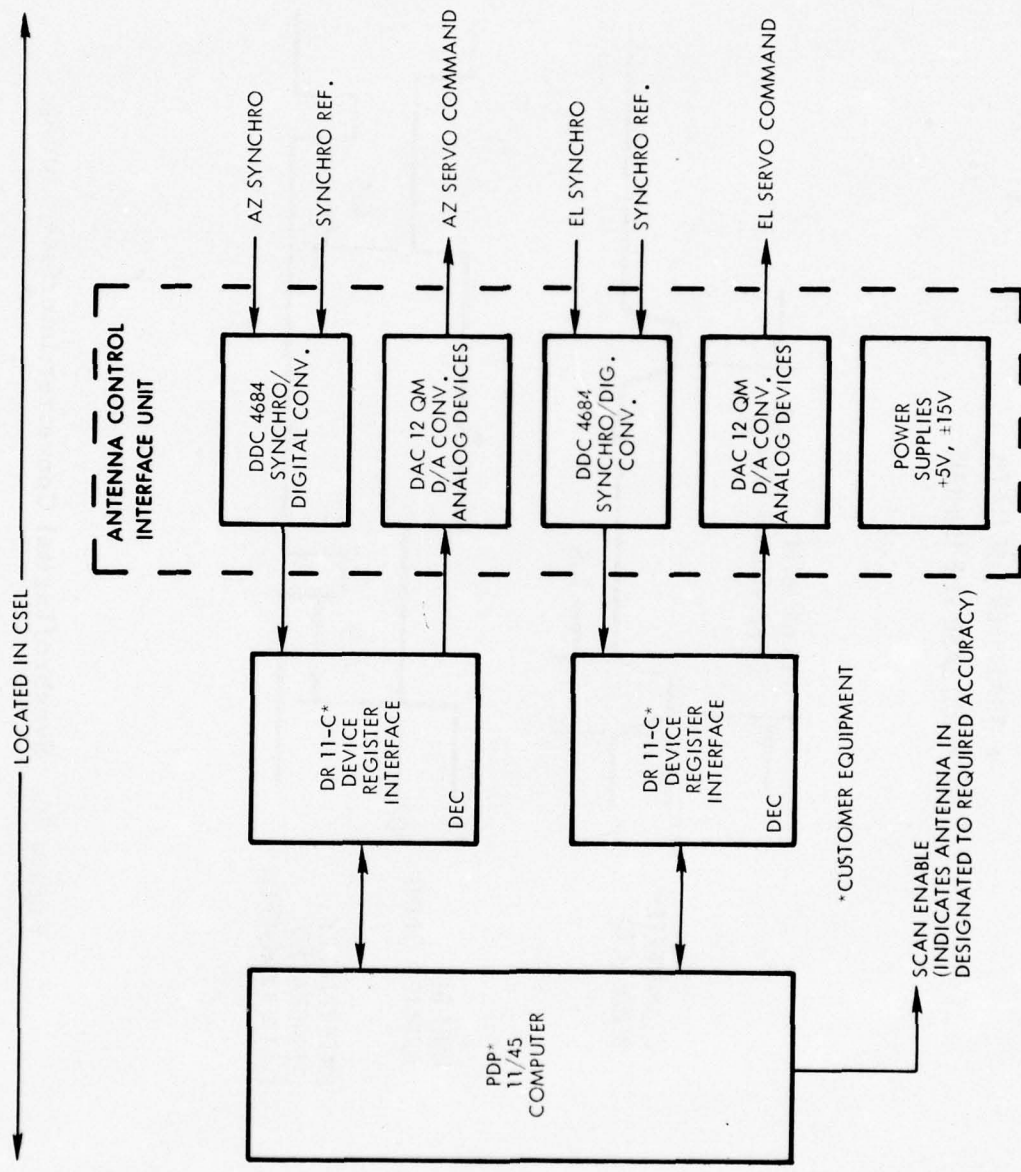 LOCATED IN CSEL
ANTENNA CONTROL
INTERFACE UNIT
PDP*
11/45
COMPUTER
DR 11-C*
DEVICE
REGISTER
INTERFACE
DEC
DR 11-C*
DEVICE
REGISTER
INTERFACE
DEC
DDC 4684
SYNCHRO/
DIGITAL CONV.
DAC 12 QM
D/A CONV.
ANALOG DEVICES
DDC 4684
SYNCHRO/DIG.
CONV.
DAC 12 QM
D/A CONV.
ANALOG DEVICES
POWER
SUPPLIES
+5V, ±15V
AZ SYNCHRO
SYNCHRO REF.
AZ SERVO COMMAND
EL SYNCHRO
SYNCHRO REF.
EL SERVO COMMAND
*CUSTOMER EQUIPMENT
SCAN ENABLE
(INDICATES ANTENNA IN
DESIGNATED TO REQUIRED ACCURACY)